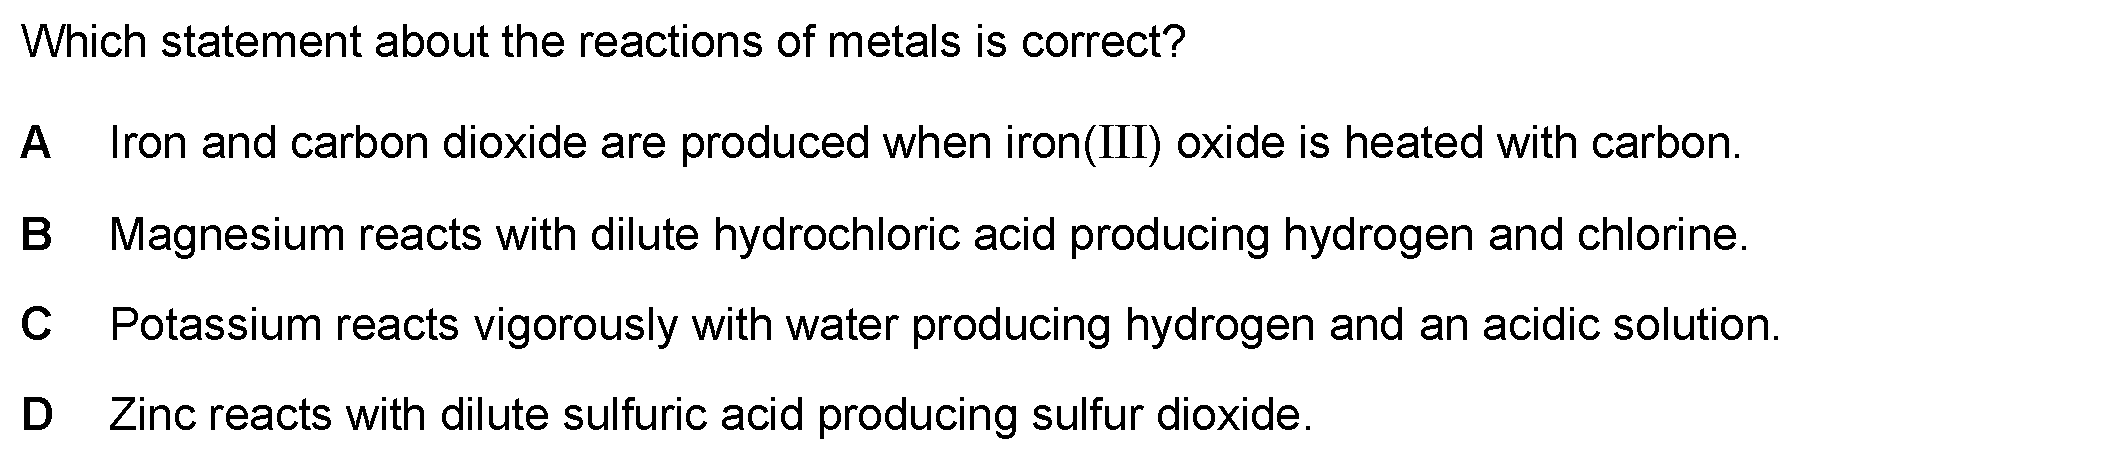 Which statement about the reactions of metals is correct?
A Iron and carbon dioxide are produced when iron(III) oxide is heated with carbon.
B Magnesium reacts with dilute hydrochloric acid producing hydrogen and chlorine.
C Potassium reacts vigorously with water producing hydrogen and an acidic solution.
D Zinc reacts with dilute sulfuric acid producing sulfur dioxide.